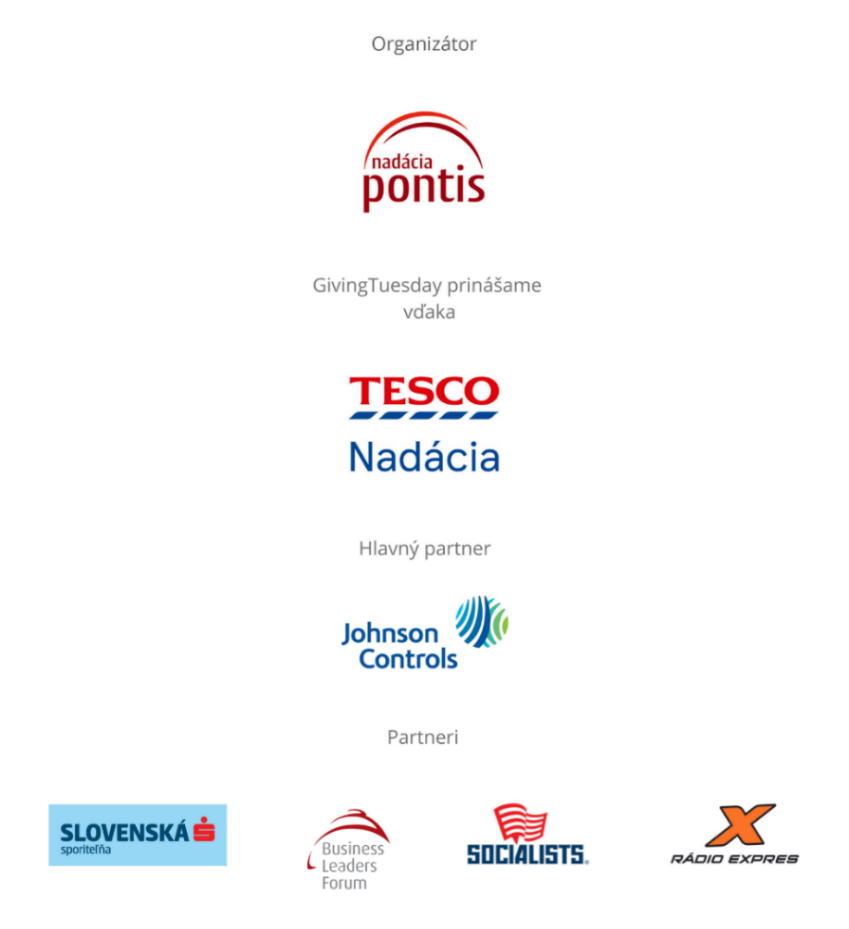 Organizátor
nadácia
pontis
GivingTuesday prinášame
vďaka
TESCO
Nadácia
Hlavný partner
Johnson
Controls
Partneri
SLOVENSKÁ
sporiteľňa
Business
Leaders
Forum
SOCIALISTS.
RÁDIO EXPRES